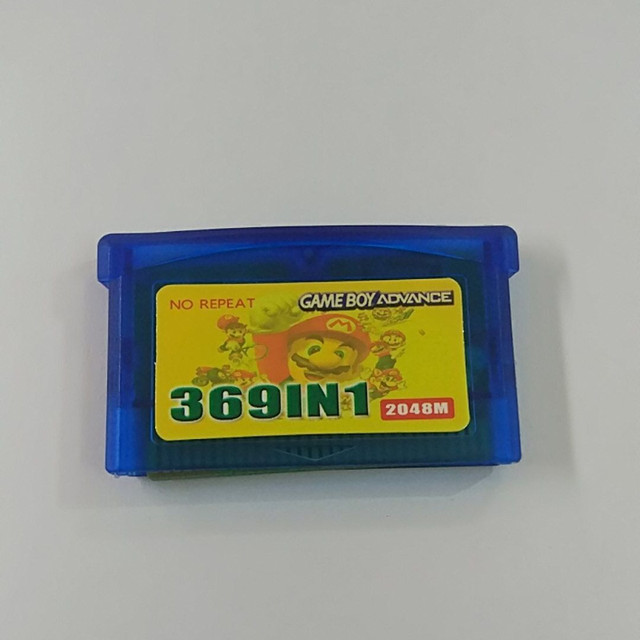 NO REPEAT
GAME BOY ADVANCE
M
369IN1
2048M